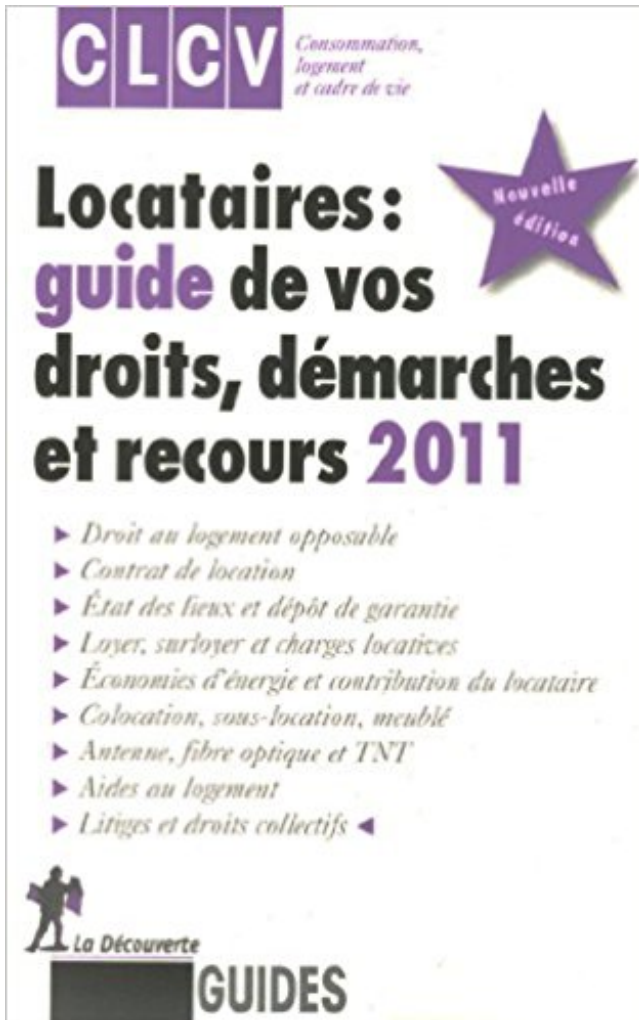 CLCV
Consommation,
logement
et cadre de vie
Nouvelle
édition
Locataires :
guide de vos
droits, démarches
et recours 2011
► Droit au logement opposable
► Contrat de location
► État des lieux et dépôt de garantie
► Loyer, surloyer et charges locatives
► Économies d'énergie et contribution du locataire
► Colocation, sous-location, meublé
► Antenne, fibre optique et TNT
► Aides au logement
► Litiges et droits collectifs ◄
La Découverte
GUIDES